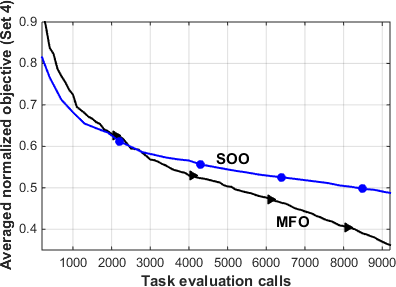 Averaged normalized objective (Set 4)
0.9
0.8
0.7
0.6
0.5
0.4
SOO
MFO
1000 2000 3000 4000 5000 6000 7000 8000 9000
Task evaluation calls